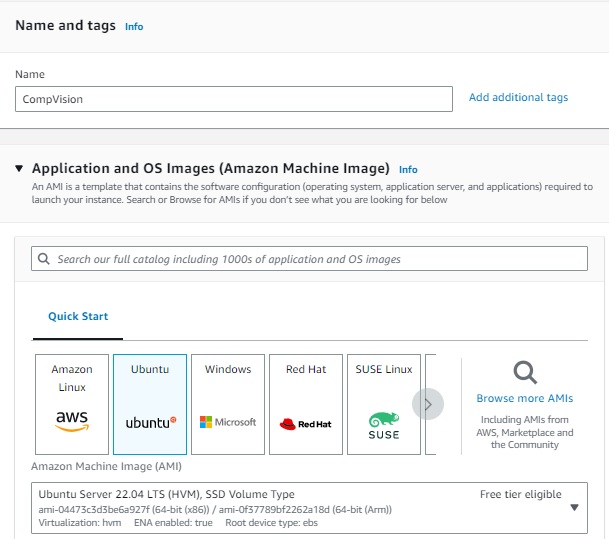 Name and tags Info
Name
CompVision
Add additional tags
Application and OS Images (Amazon Machine Image) Info
An AMI is a template that contains the software configuration (operating system, application server, and applications) required to
launch your instance. Search or Browse for AMIs if you don't see what you are looking for below
Search our full catalog including 1000s of application and OS images
Quick Start
Amazon
Linux
aws
Ubuntu
ubuntu
Windows
Microsoft
Red Hat
Red Hat
SUSE Linux
SUSE
Browse more AMIs
Including AMIs from
AWS, Marketplace and
the Community
Amazon Machine Image (AMI)
Ubuntu Server 22.04 LTS (HVM), SSD Volume Type
Free tier eligible
ami-04473c3d3be6a927f (64-bit (x86)) / ami-0f37789bf2262a18d (64-bit (Arm))
Virtualization: hvm ENA enabled: true Root device type: ebs